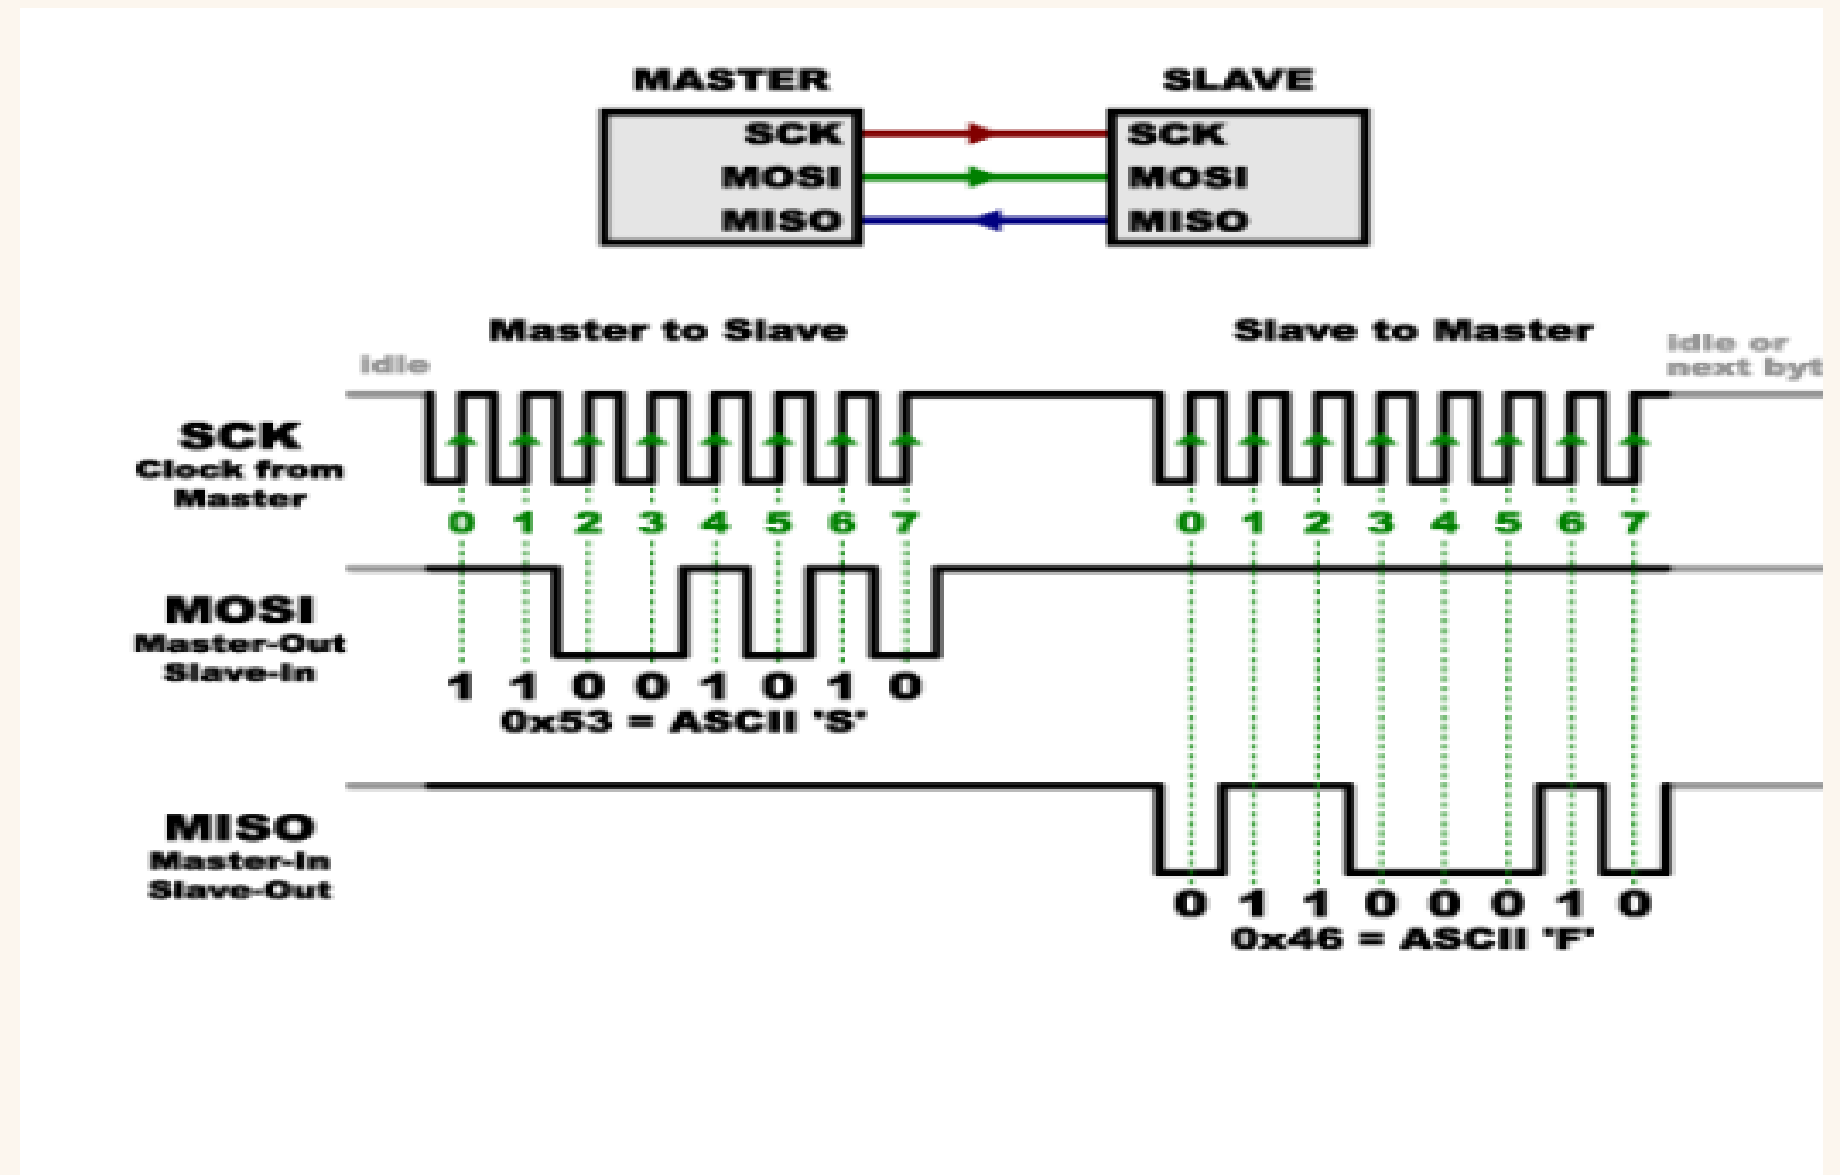 MASTER SLAVE
SCK SCK
MOSI MOSI
MISO MISO
Master to Slave Slave to Master
idle
idle or
next byt
SCK
Clock from
Master
0 1 2 3 4 5 6 7 0 1 2 3 4 5 6 7
MOSI
Master-Out
Slave-In
1 1 0 0 1 0 1 0
0x53 = ASCII 'S'
MISO
Master-In
Slave-Out
0 1 1 0 0 0 1 0
0x46 = ASCII 'F'